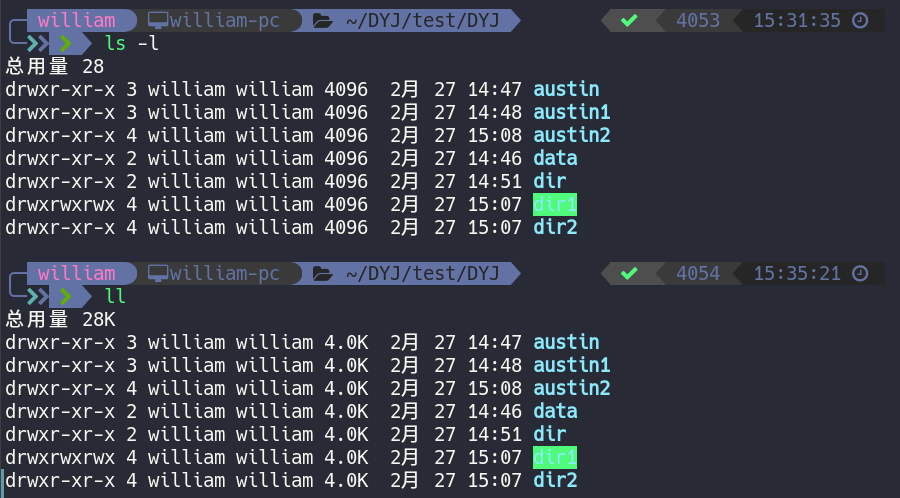 william william-pc ~/DYJ/test/DYJ 4053 15:31:35
ls -l
总用量 28
drwxr-xr-x 3 william william 4096 2月 27 14:47 austin
drwxr-xr-x 3 william william 4096 2月 27 14:48 austin1
drwxr-xr-x 4 william william 4096 2月 27 15:08 austin2
drwxr-xr-x 2 william william 4096 2月 27 14:46 data
drwxr-xr-x 2 william william 4096 2月 27 14:51 dir
drwxrwxrwx 4 william william 4096 2月 27 15:07 dir1
drwxr-xr-x 4 william william 4096 2月 27 15:07 dir2
william william-pc ~/DYJ/test/DYJ 4054 15:35:21
ll
总用量 28K
drwxr-xr-x 3 william william 4.0K 2月 27 14:47 austin
drwxr-xr-x 3 william william 4.0K 2月 27 14:48 austin1
drwxr-xr-x 4 william william 4.0K 2月 27 15:08 austin2
drwxr-xr-x 2 william william 4.0K 2月 27 14:46 data
drwxr-xr-x 2 william william 4.0K 2月 27 14:51 dir
drwxrwxrwx 4 william william 4.0K 2月 27 15:07 dir1
drwxr-xr-x 4 william william 4.0K 2月 27 15:07 dir2